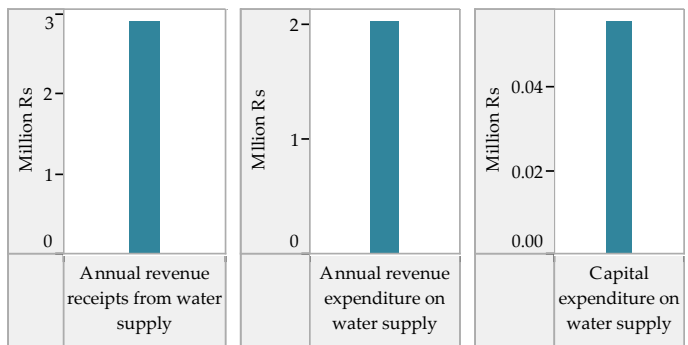 Million Rs
3
2
1
0
Annual revenue
receipts from water
supply
Mllion Rs
2
1
0
Annual revenue
expenditure on
water supply
Million Rs
0.04
0.02
0.00
Capital
expenditure on
water supply